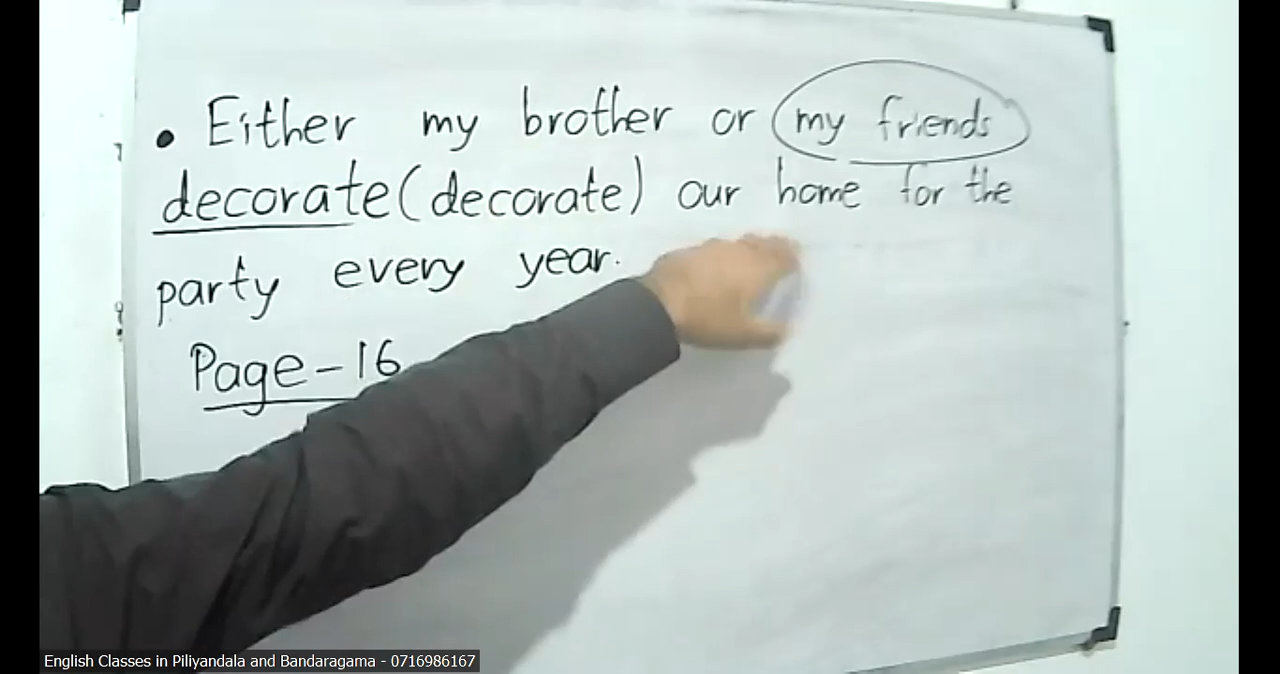 • Either my brother or my friends
decorate (decorate) our home for the
party every year.
Page - 16
English Classes in Piliyandala and Bandaragama - 0716986167